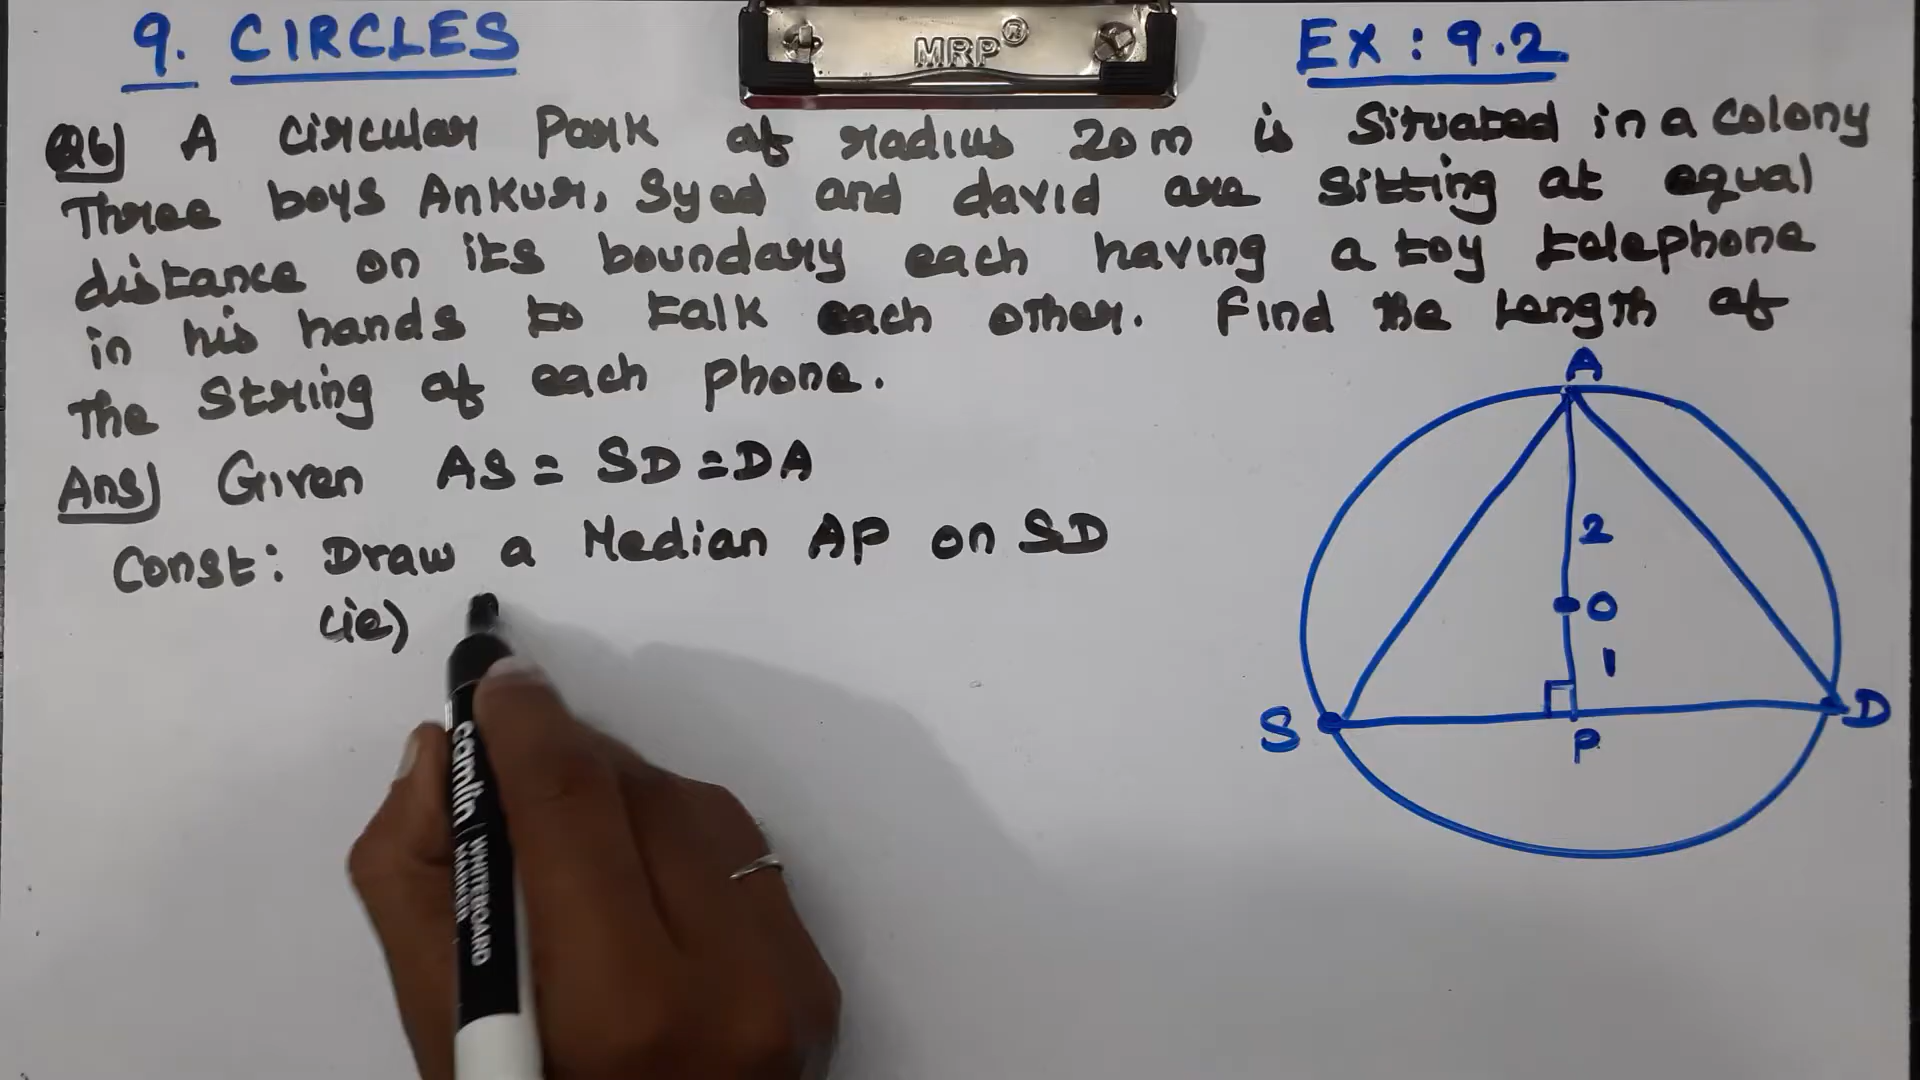 9. CIRCLES
MRP®
EX : 9.2
Q6) A circular Park of radius 20 m is Situated in a colony
Three boys Ankur, Syed and david are sitting at equal
distance on its boundary each having a toy telephone
in his hands to talk each other. Find the Length of
The String of each phone.
Ans) Given AS = SD = DA
Const: Draw a Median AP on SD
(ie)
A
2
O
1
S
D
P
camlin WHITEBOARD MARKER